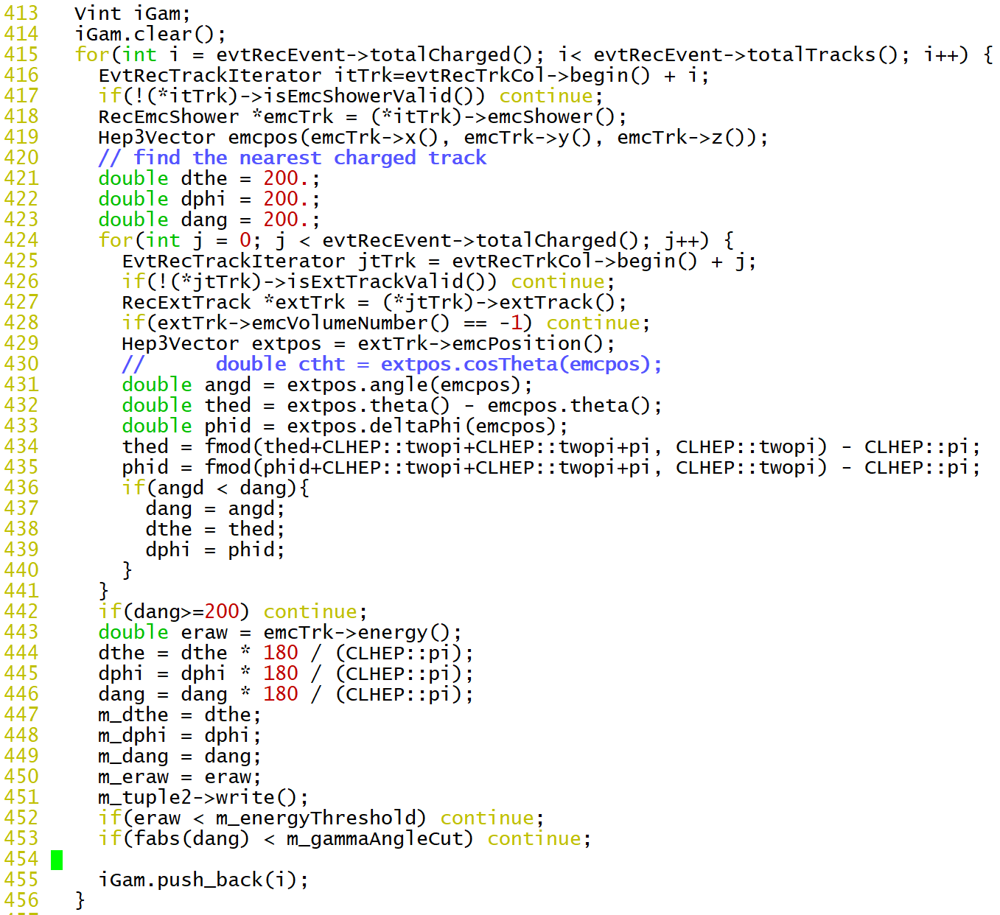 413   Vint iGam;
414   iGam.clear();
415   for(int i = evtRecEvent->totalCharged(); i< evtRecEvent->totalTracks(); i++) {
416     EvtRecTrackIterator itTrk=evtRecTrkCol->begin() + i;
417     if(!(*itTrk)->isEmcShowerValid()) continue;
418     RecEmcShower *emcTrk = (*itTrk)->emcShower();
419     Hep3Vector emcpos(emcTrk->x(), emcTrk->y(), emcTrk->z());
420     // find the nearest charged track
421     double dthe = 200.;
422     double dphi = 200.;
423     double dang = 200.;
424     for(int j = 0; j < evtRecEvent->totalCharged(); j++) {
425       EvtRecTrackIterator jtTrk = evtRecTrkCol->begin() + j;
426       if(!(*jtTrk)->isExtTrackValid()) continue;
427       RecExtTrack *extTrk = (*jtTrk)->extTrack();
428       if(extTrk->emcVolumeNumber() == -1) continue;
429       Hep3Vector extpos = extTrk->emcPosition();
430       //      double ctht = extpos.cosTheta(emcpos);
431       double angd = extpos.angle(emcpos);
432       double thed = extpos.theta() - emcpos.theta();
433       double phid = extpos.deltaPhi(emcpos);
434       thed = fmod(thed+CLHEP::twopi+CLHEP::twopi+pi, CLHEP::twopi) - CLHEP::pi;
435       phid = fmod(phid+CLHEP::twopi+CLHEP::twopi+pi, CLHEP::twopi) - CLHEP::pi;
436       if(angd < dang){
437         dang = angd;
438         dthe = thed;
439         dphi = phid;
440       }
441     }
442     if(dang>=200) continue;
443     double eraw = emcTrk->energy();
444     dthe = dthe * 180 / (CLHEP::pi);
445     dphi = dphi * 180 / (CLHEP::pi);
446     dang = dang * 180 / (CLHEP::pi);
447     m_dthe = dthe;
448     m_dphi = dphi;
449     m_dang = dang;
450     m_eraw = eraw;
451     m_tuple2->write();
452     if(eraw < m_energyThreshold) continue;
453     if(fabs(dang) < m_gammaAngleCut) continue;
454
455     iGam.push_back(i);
456   }